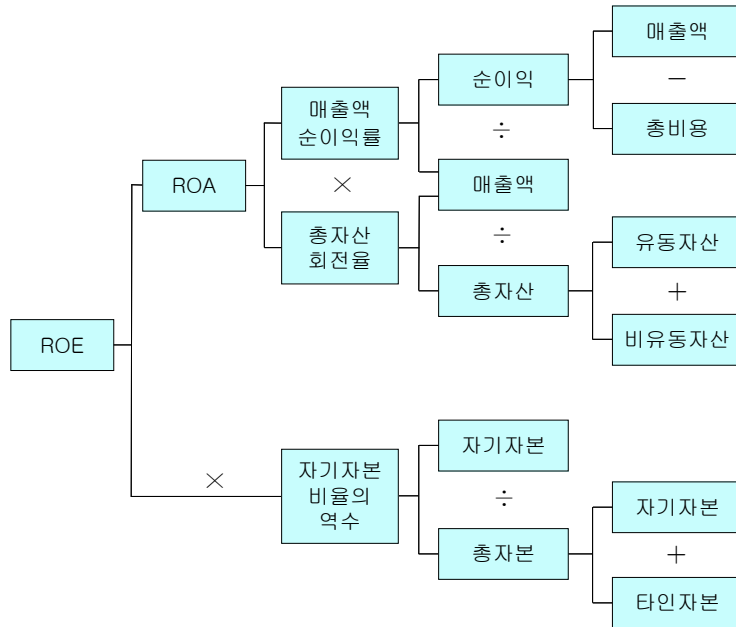 매출액
순이익
−
매출액
순이익률
÷
총비용
ROA
×
매출액
총자산
회전율
÷
유동자산
총자산
+
ROE
비유동자산
자기자본
×
자기자본
비율의
역수
÷
자기자본
총자본
+
타인자본